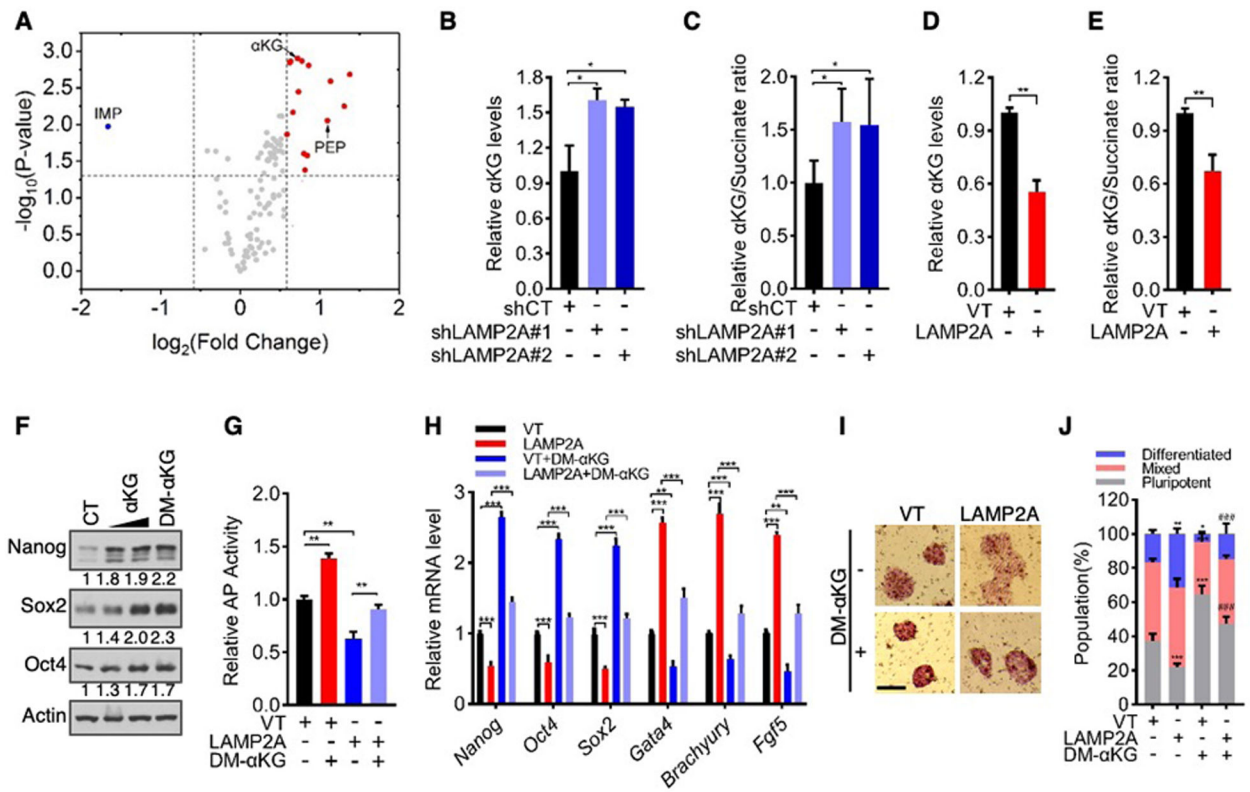 A
-log10(P-value)
3.0
2.5
2.0
1.5
1.0
0.5
0.0
αKG
IMP
PEP
-2
-1
0
1
2
log2(Fold Change)
B
Relative αKG levels
1.8
1.5
1.2
0.9
0.6
0.3
0.0
*
*
shCT + - -
shLAMP2A#1 - + -
shLAMP2A#2 - - +
C
Relative αKG/Succinate ratio
2.0
1.5
1.0
0.5
0.0
*
*
shCT + - -
shLAMP2A#1 - + -
shLAMP2A#2 - - +
D
Relative αKG levels
1.2
0.9
0.6
0.3
0.0
**
VT + -
LAMP2A - +
E
Relative αKG/Succinate ratio
1.2
0.9
0.6
0.3
0.0
**
VT + -
LAMP2A - +
F
CT
αKG
DM-αKG
Nanog
1 1.8 1.9 2.2
Sox2
1 1.4 2.0 2.3
Oct4
1 1.3 1.7 1.7
Actin
G
Relative AP Activity
2.0
1.5
1.0
0.5
0.0
**
**
**
VT + + - -
LAMP2A - - + +
DM-αKG - + - +
H
VT
LAMP2A
VT+DM-αKG
LAMP2A+DM-αKG
Relative mRNA level
3
2
1
0
***
***
***
***
***
***
***
***
***
***
***
***
**
***
***
***
***
***
**
***
Nanog
Oct4
Sox2
Gata4
Brachyury
Fgf5
I
VT
LAMP2A
DM-αKG
-
+
J
Differentiated
Mixed
Pluripotent
Population(%)
120
100
80
60
40
20
0
**
*
###
***
***
###
VT + - + -
LAMP2A - + - +
DM-αKG - - + +